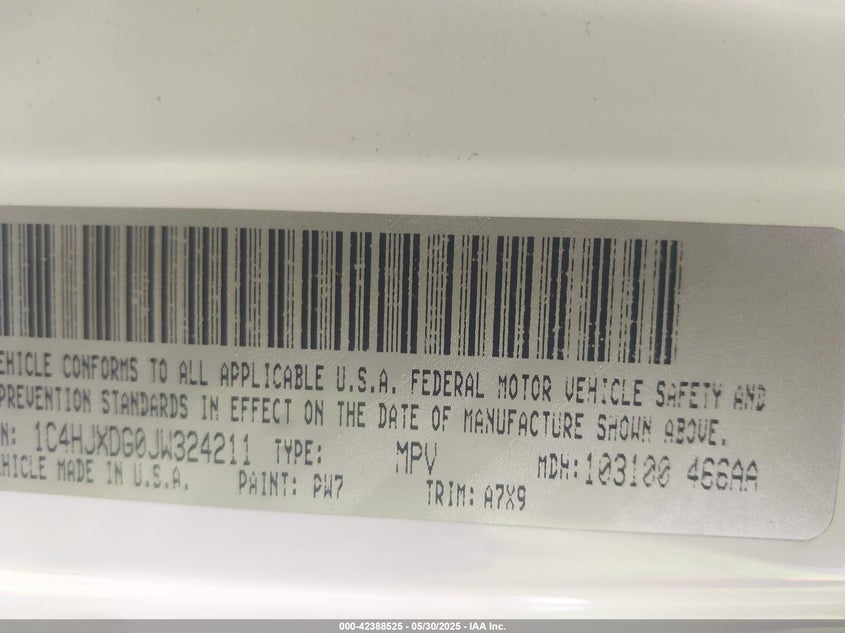 EHICLE CONFORMS TO ALL APPLICABLE U.S.A. FEDERAL MOTOR VEHICLE SAFETY AND
PREVENTION STANDARDS IN EFFECT ON THE DATE OF MANUFACTURE SHOWN ABOVE.
N: 1C4HJXDG0JW324211 TYPE: MPV MDH: 103100 466AA
EHICLE MADE IN U.S.A. PAINT: PW7 TRIM: A7X9
000-42388525 - 05/30/2025 - IAA Inc.